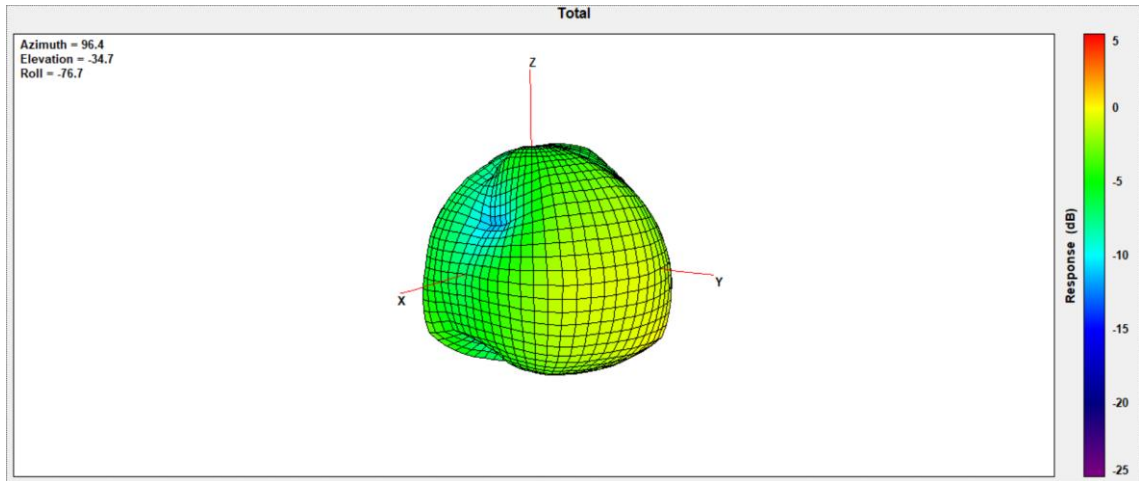 Total
Azimuth = 96.4
Elevation = -34.7
Roll = -76.7
Z
X
Y
5
0
-5
-10
-15
-20
-25
Response (dB)